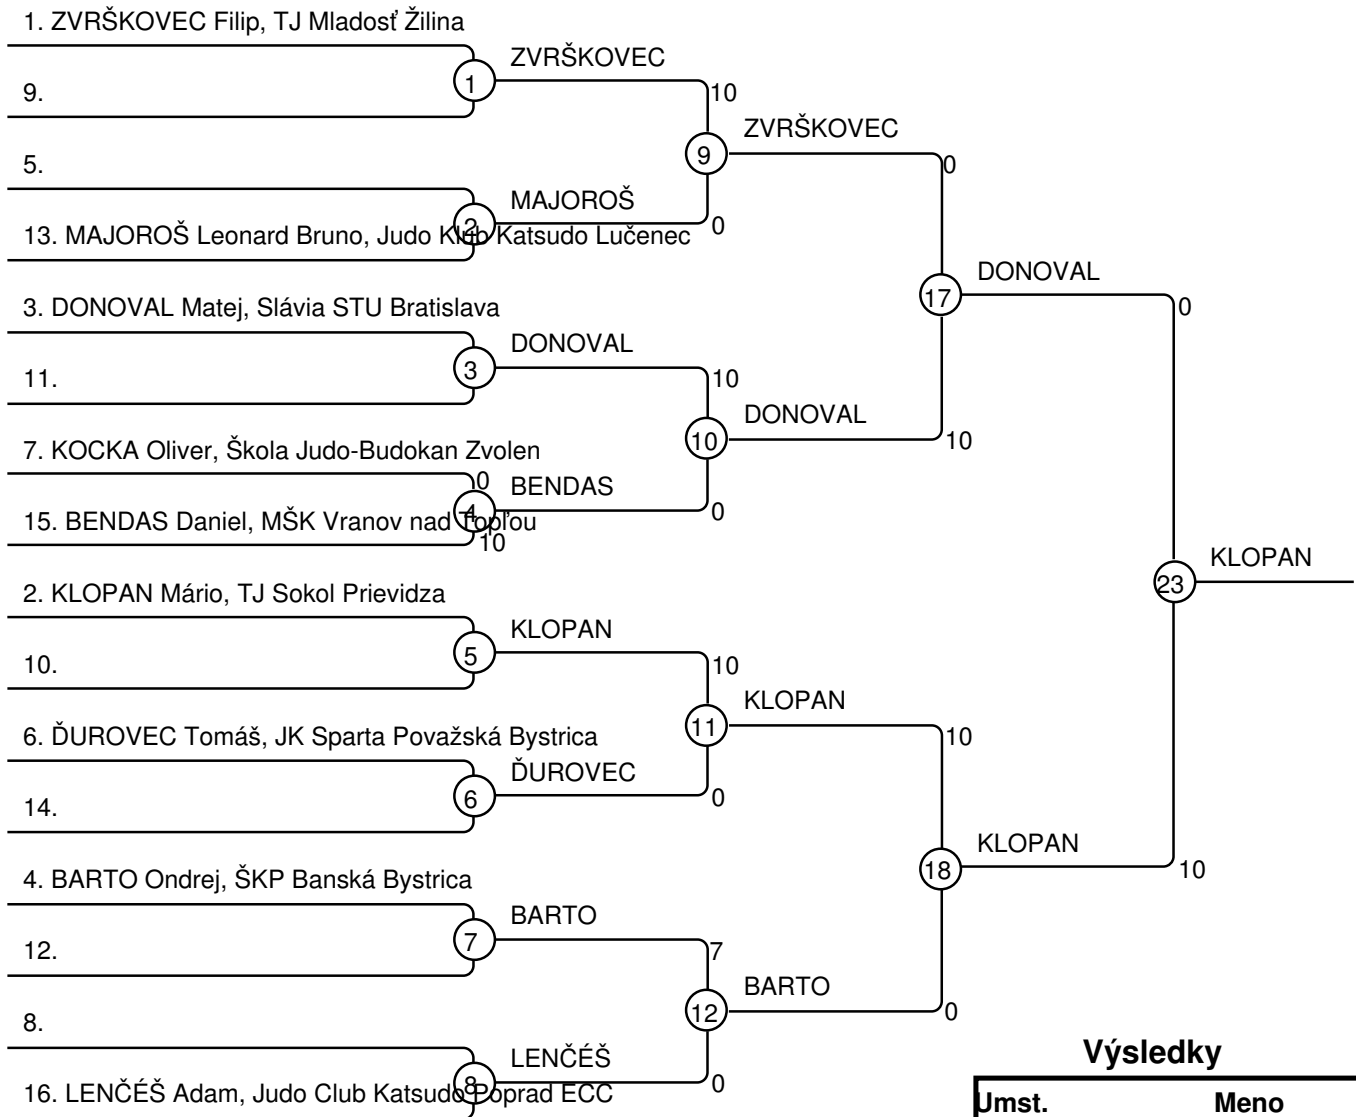 1. ZVRŠKOVEC Filip, TJ Mladosť Žilina
ZVRŠKOVEC
1
9.
10
ZVRŠKOVEC
9
5.
0
MAJOROŠ
2
0
13. MAJOROŠ Leonard Bruno, Judo Klub Katsudo Lučenec
DONOVAL
17
3. DONOVAL Matej, Slávia STU Bratislava
0
DONOVAL
3
11.
10
DONOVAL
10
10
7. KOCKA Oliver, Škola Judo-Budokan Zvolen
0
BENDAS
4
0
15. BENDAS Daniel, MŠK Vranov nad Topľou
10
KLOPAN
23
2. KLOPAN Mário, TJ Sokol Prievidza
KLOPAN
5
10.
10
KLOPAN
11
10
6. ĎUROVEC Tomáš, JK Sparta Považská Bystrica
ĎUROVEC
6
0
14.
KLOPAN
18
10
4. BARTO Ondrej, ŠKP Banská Bystrica
BARTO
7
12.
7
BARTO
12
0
8.
LENČÉŠ
8
0
16. LENČÉŠ Adam, Judo Club Katsudo Poprad ECC
Výsledky
Umst. Meno